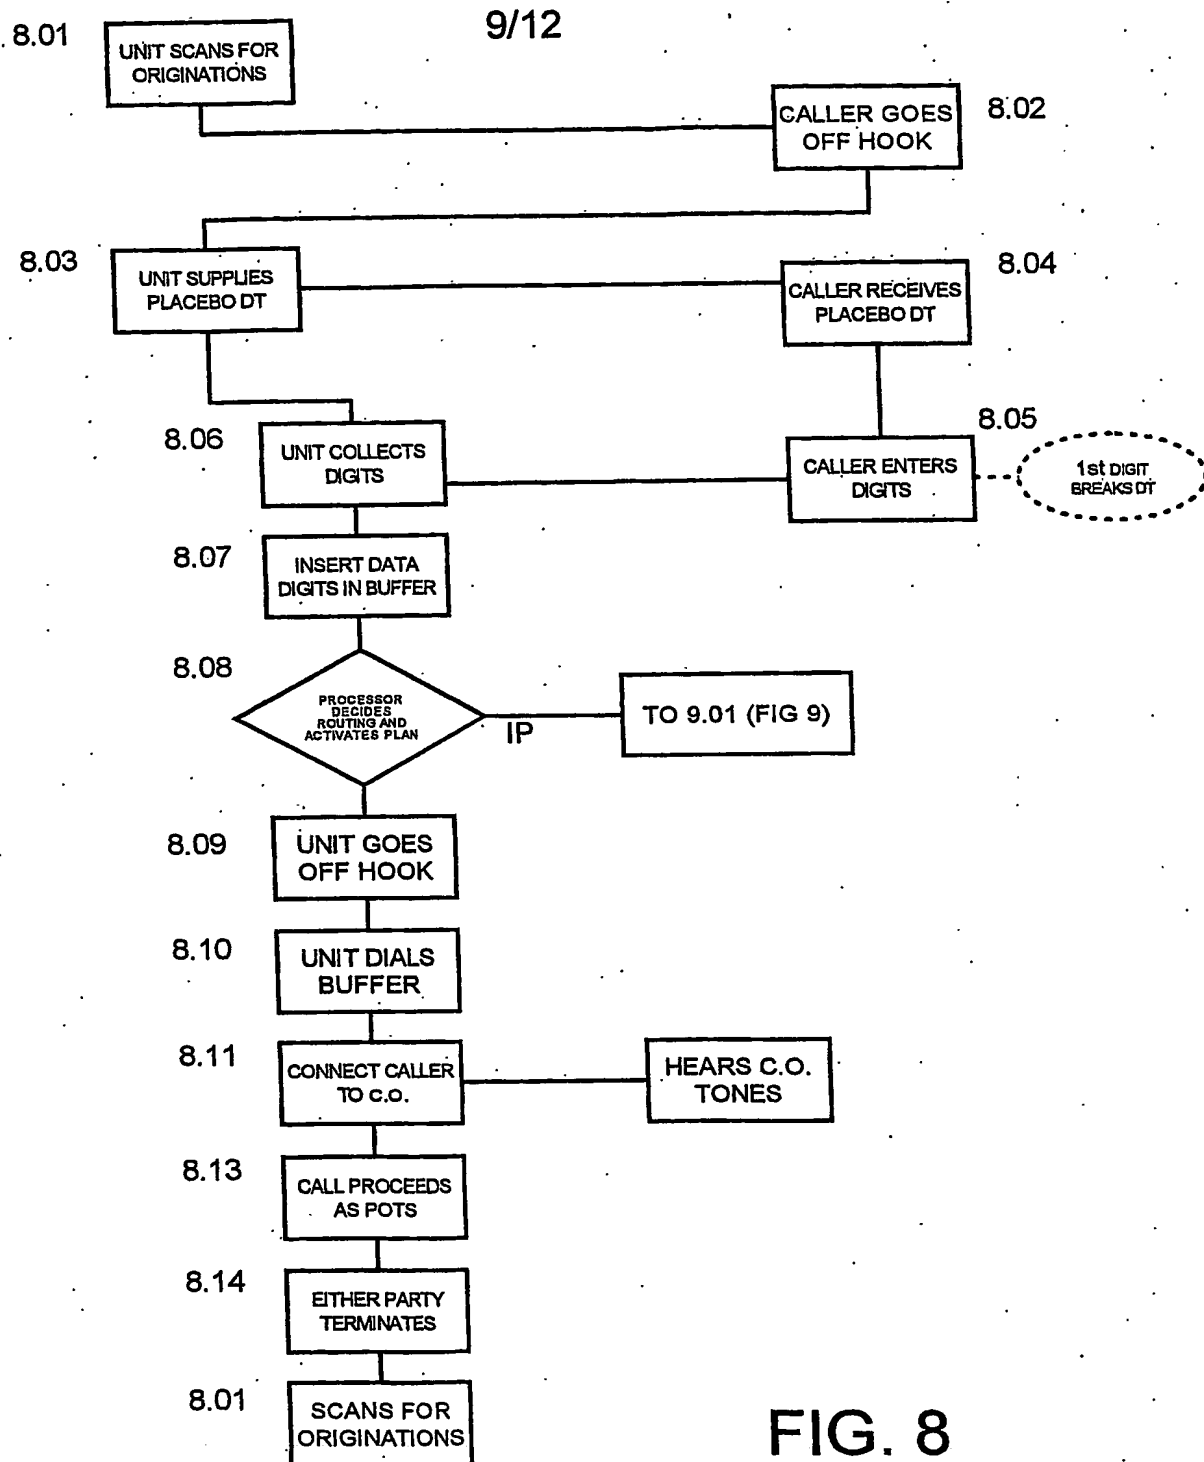 9/12
8.01
UNIT SCANS FOR
ORIGINATIONS
CALLER GOES
OFF HOOK
8.02
8.03
UNIT SUPPLIES
PLACEBO DT
CALLER RECEIVES
PLACEBO DT
8.04
8.06
UNIT COLLECTS
DIGITS
CALLER ENTERS
DIGITS
8.05
1st DIGIT
BREAKS DT
8.07
INSERT DATA
DIGITS IN BUFFER
8.08
PROCESSOR
DECIDES
ROUTING AND
ACTIVATES PLAN
IP
TO 9.01 (FIG 9)
8.09
UNIT GOES
OFF HOOK
8.10
UNIT DIALS
BUFFER
8.11
CONNECT CALLER
TO C.O.
HEARS C.O.
TONES
8.13
CALL PROCEEDS
AS POTS
8.14
EITHER PARTY
TERMINATES
8.01
SCANS FOR
ORIGINATIONS
FIG. 8